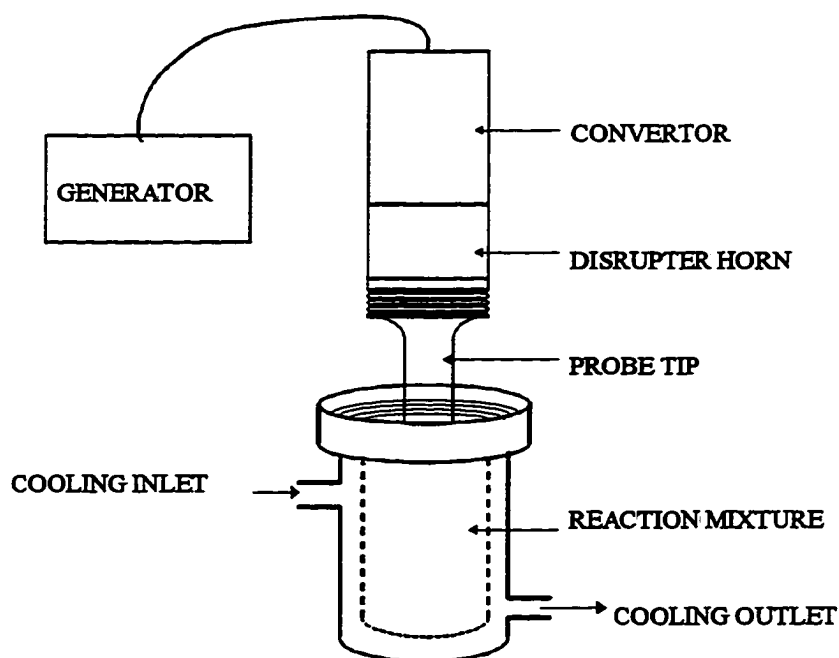 CONVERTOR
GENERATOR
DISRUPTER HORN
PROBE TIP
COOLING INLET
REACTION MIXTURE
COOLING OUTLET